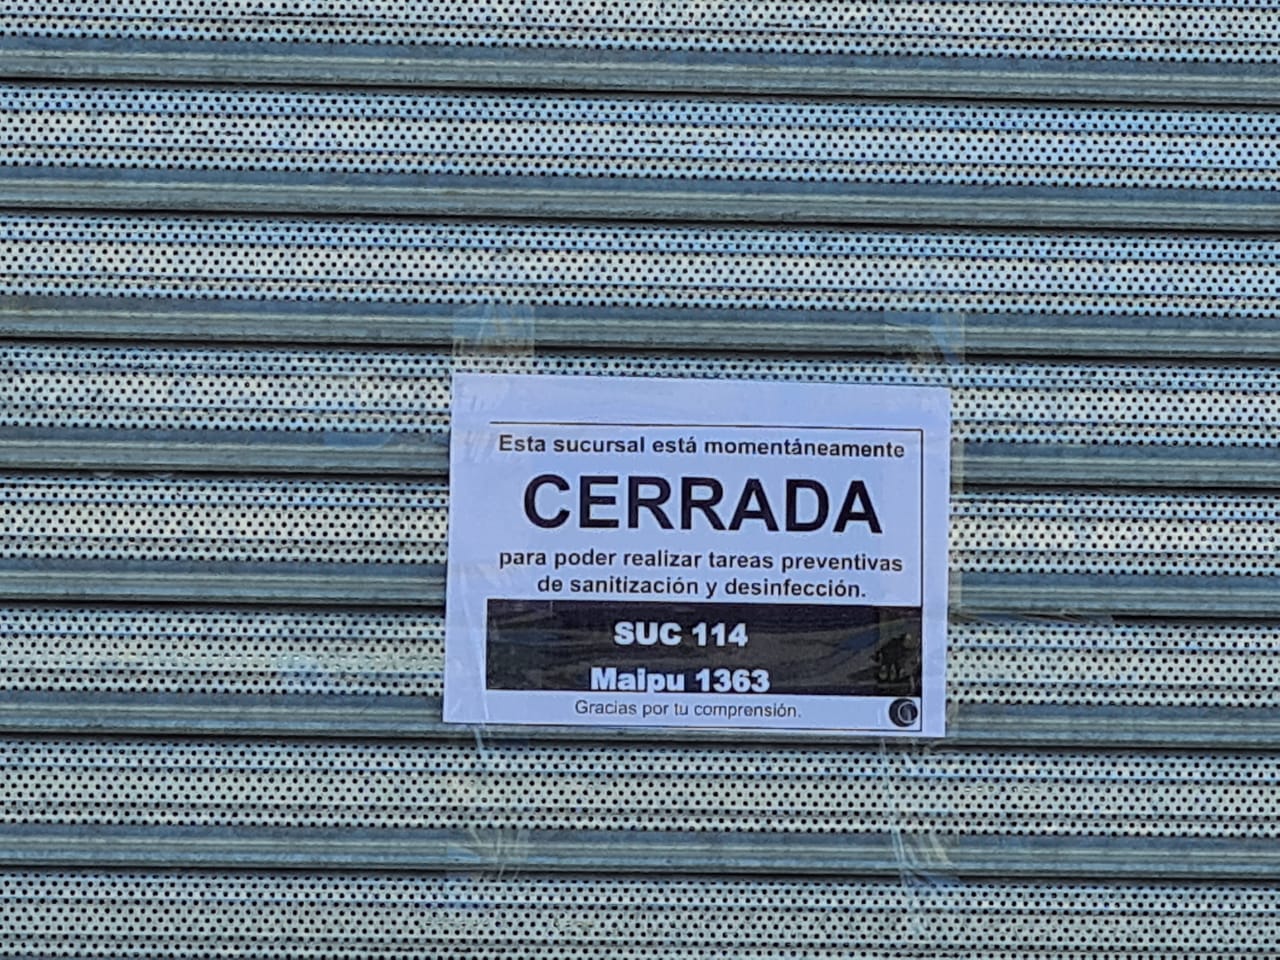 Esta sucursal está momentáneamente
CERRADA
para poder realizar tareas preventivas
de sanitización y desinfección.
SUC 114
Maipu 1363
Gracias por tu comprensión.